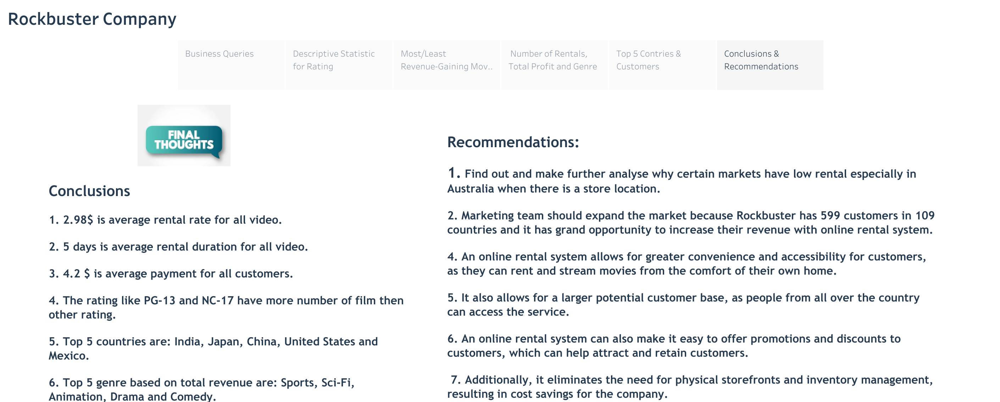 Rockbuster Company
Business Queries
Descriptive Statistic
for Rating
Most/Least
Revenue-Gaining Mov..
Number of Rentals,
Total Profit and Genre
Top 5 Contries &
Customers
Conclusions &
Recommendations
FINAL
THOUGHTS
Conclusions
1. 2.98$ is average rental rate for all video.
2. 5 days is average rental duration for all video.
3. 4.2 $ is average payment for all customers.
4. The rating like PG-13 and NC-17 have more number of film then
other rating.
5. Top 5 countries are: India, Japan, China, United States and
Mexico.
6. Top 5 genre based on total revenue are: Sports, Sci-Fi,
Animation, Drama and Comedy.
Recommendations:
1. Find out and make further analyse why certain markets have low rental especially in
Australia when there is a store location.
2. Marketing team should expand the market because Rockbuster has 599 customers in 109
countries and it has grand opportunity to increase their revenue with online rental system.
4. An online rental system allows for greater convenience and accessibility for customers,
as they can rent and stream movies from the comfort of their own home.
5. It also allows for a larger potential customer base, as people from all over the country
can access the service.
6. An online rental system can also make it easy to offer promotions and discounts to
customers, which can help attract and retain customers.
7. Additionally, it eliminates the need for physical storefronts and inventory management,
resulting in cost savings for the company.